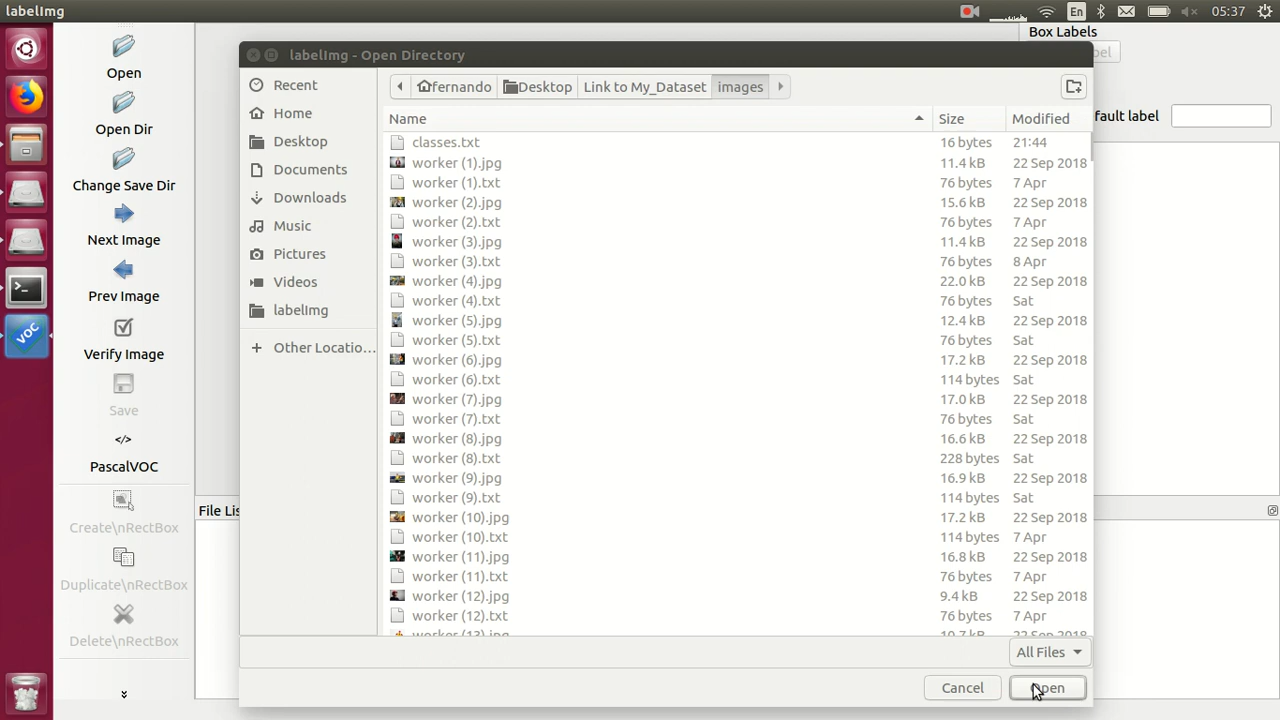 labelImg
En
05:37
Open
Open Dir
Change Save Dir
Next Image
Prev Image
Verify Image
Save
</>
PascalVOC
Create\nRectBox
Duplicate\nRectBox
Delete\nRectBox
VOC
labelImg - Open Directory
Recent
Home
Desktop
Documents
Downloads
Music
Pictures
Videos
labelImg
+ Other Locatio...
fernando Desktop Link to My_Dataset images
Name Size Modified
classes.txt 16 bytes 21:44
worker (1).jpg 11.4 kB 22 Sep 2018
worker (1).txt 76 bytes 7 Apr
worker (2).jpg 15.6 kB 22 Sep 2018
worker (2).txt 76 bytes 7 Apr
worker (3).jpg 11.4 kB 22 Sep 2018
worker (3).txt 76 bytes 8 Apr
worker (4).jpg 22.0 kB 22 Sep 2018
worker (4).txt 76 bytes Sat
worker (5).jpg 12.4 kB 22 Sep 2018
worker (5).txt 76 bytes Sat
worker (6).jpg 17.2 kB 22 Sep 2018
worker (6).txt 114 bytes Sat
worker (7).jpg 17.0 kB 22 Sep 2018
worker (7).txt 76 bytes Sat
worker (8).jpg 16.6 kB 22 Sep 2018
worker (8).txt 228 bytes Sat
worker (9).jpg 16.9 kB 22 Sep 2018
worker (9).txt 114 bytes Sat
worker (10).jpg 17.2 kB 22 Sep 2018
worker (10).txt 114 bytes 7 Apr
worker (11).jpg 16.8 kB 22 Sep 2018
worker (11).txt 76 bytes 7 Apr
worker (12).jpg 9.4 kB 22 Sep 2018
worker (12).txt 76 bytes 7 Apr
worker (13).jpg 10.7 kB 22 Sep 2018
All Files
Cancel Open
Box Labels
bel
fault label
File Lis